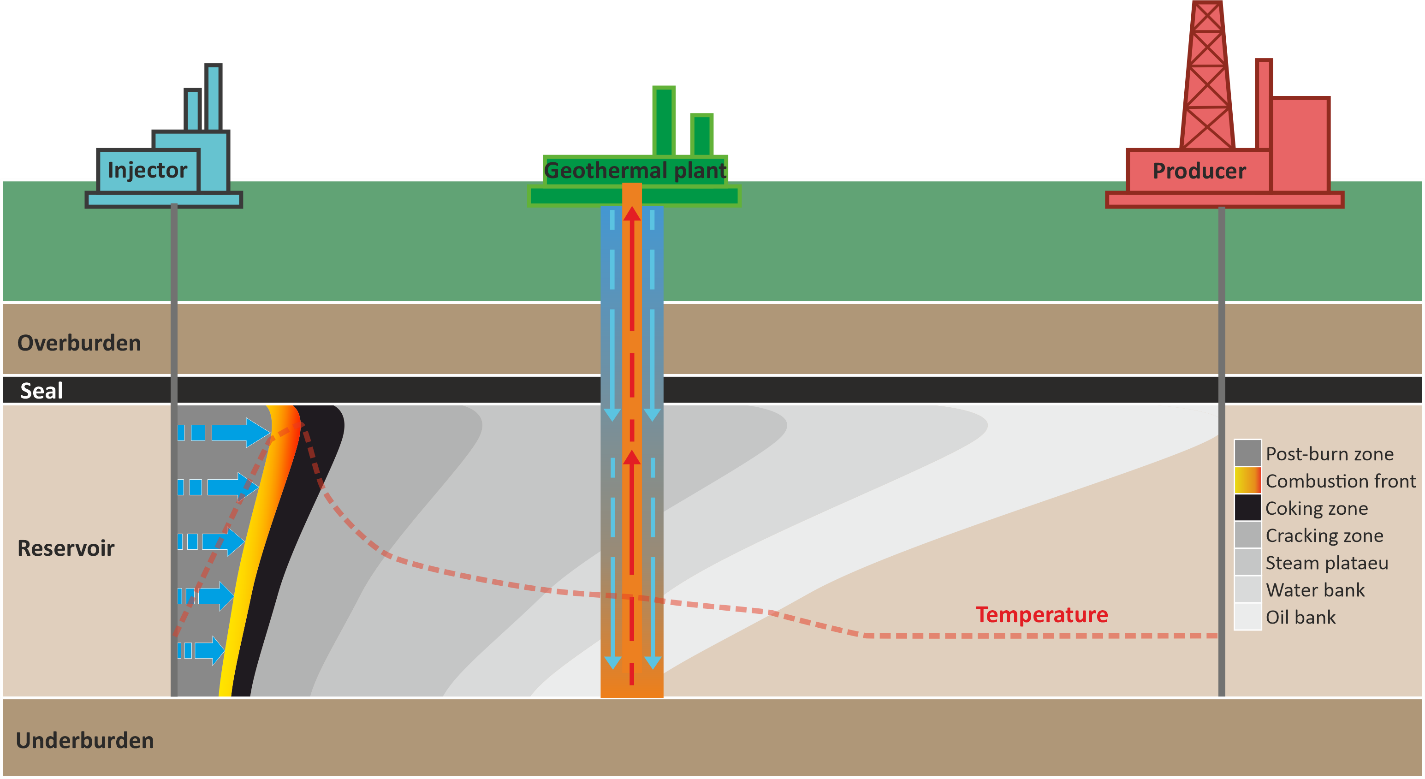 Injector
Geothermal plant
Producer
Overburden
Seal
Reservoir
Temperature
Post-burn zone
Combustion front
Coking zone
Cracking zone
Steam plataeu
Water bank
Oil bank
Underburden